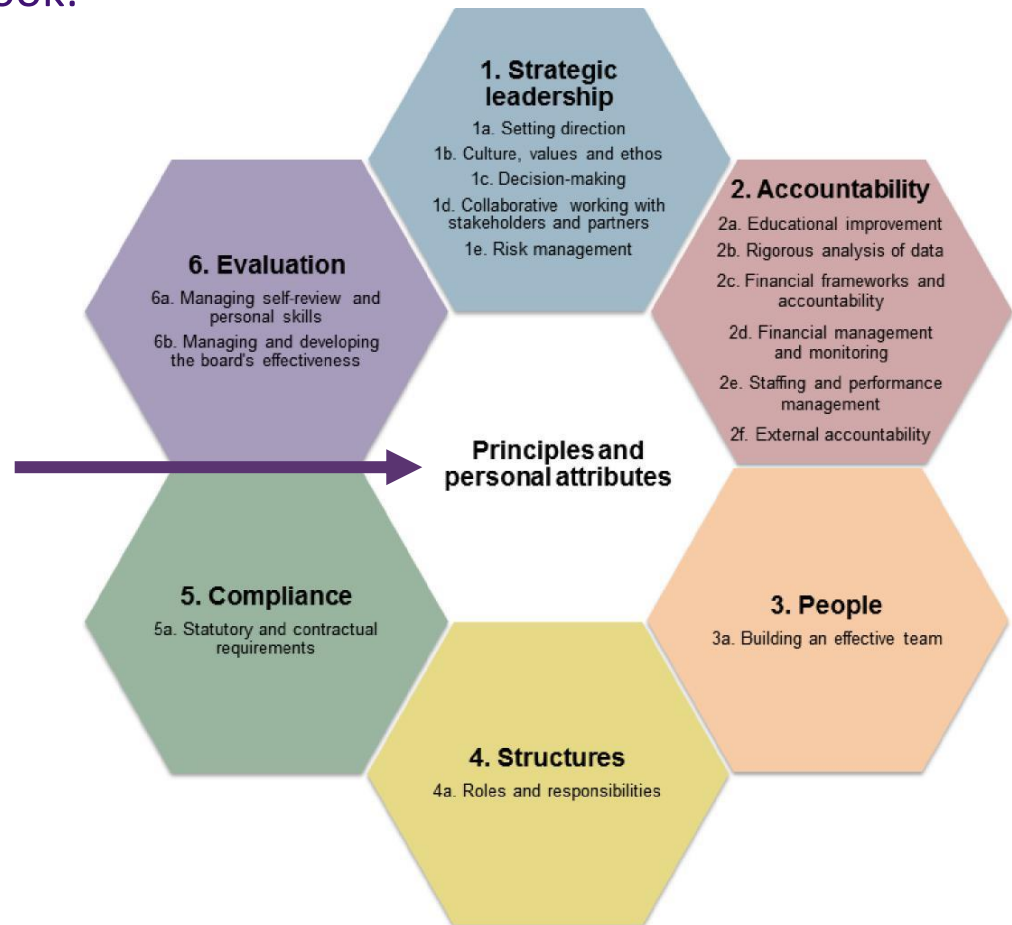 1. Strategic
leadership
1a. Setting direction
1b. Culture, values and ethos
1c. Decision-making
1d. Collaborative working with
stakeholders and partners
1e. Risk management
2. Accountability
2a. Educational improvement
2b. Rigorous analysis of data
2c. Financial frameworks and
accountability
2d. Financial management
and monitoring
2e. Staffing and performance
management
2f. External accountability
3. People
3a. Building an effective team
4. Structures
4a. Roles and responsibilities
5. Compliance
5a. Statutory and contractual
requirements
6. Evaluation
6a. Managing self-review and
personal skills
6b. Managing and developing
the board's effectiveness
Principles and
personal attributes